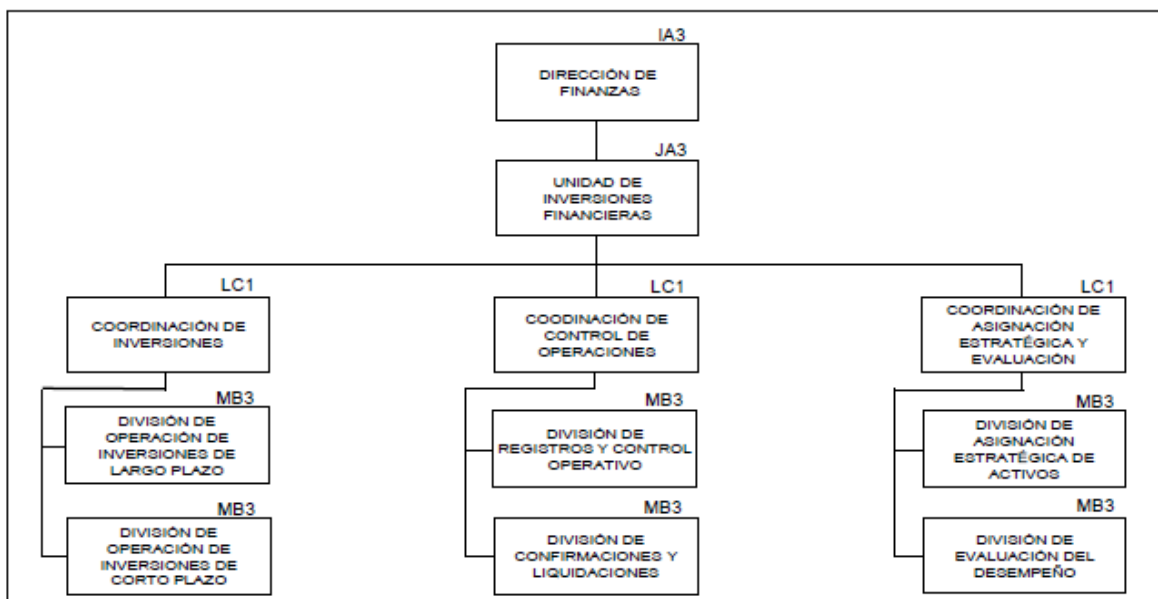 IA3
DIRECCIÓN DE
FINANZAS
JA3
UNIDAD DE
INVERSIONES
FINANCIERAS
LC1
COORDINACIÓN DE
INVERSIONES
LC1
COODINACIÓN DE
CONTROL DE
OPERACIONES
LC1
COORDINACIÓN DE
ASIGNACIÓN
ESTRATÉGICA Y
EVALUACIÓN
MB3
DIVISIÓN DE
OPERACIÓN DE
INVERSIONES DE
LARGO PLAZO
MB3
DIVISIÓN DE
OPERACIÓN DE
INVERSIONES DE
CORTO PLAZO
MB3
DIVISIÓN DE
REGISTROS Y CONTROL
OPERATIVO
MB3
DIVISIÓN DE
CONFIRMACIONES Y
LIQUIDACIONES
MB3
DIVISIÓN DE
ASIGNACIÓN
ESTRATÉGICA DE
ACTIVOS
MB3
DIVISIÓN DE
EVALUACIÓN DEL
DESEMPEÑO